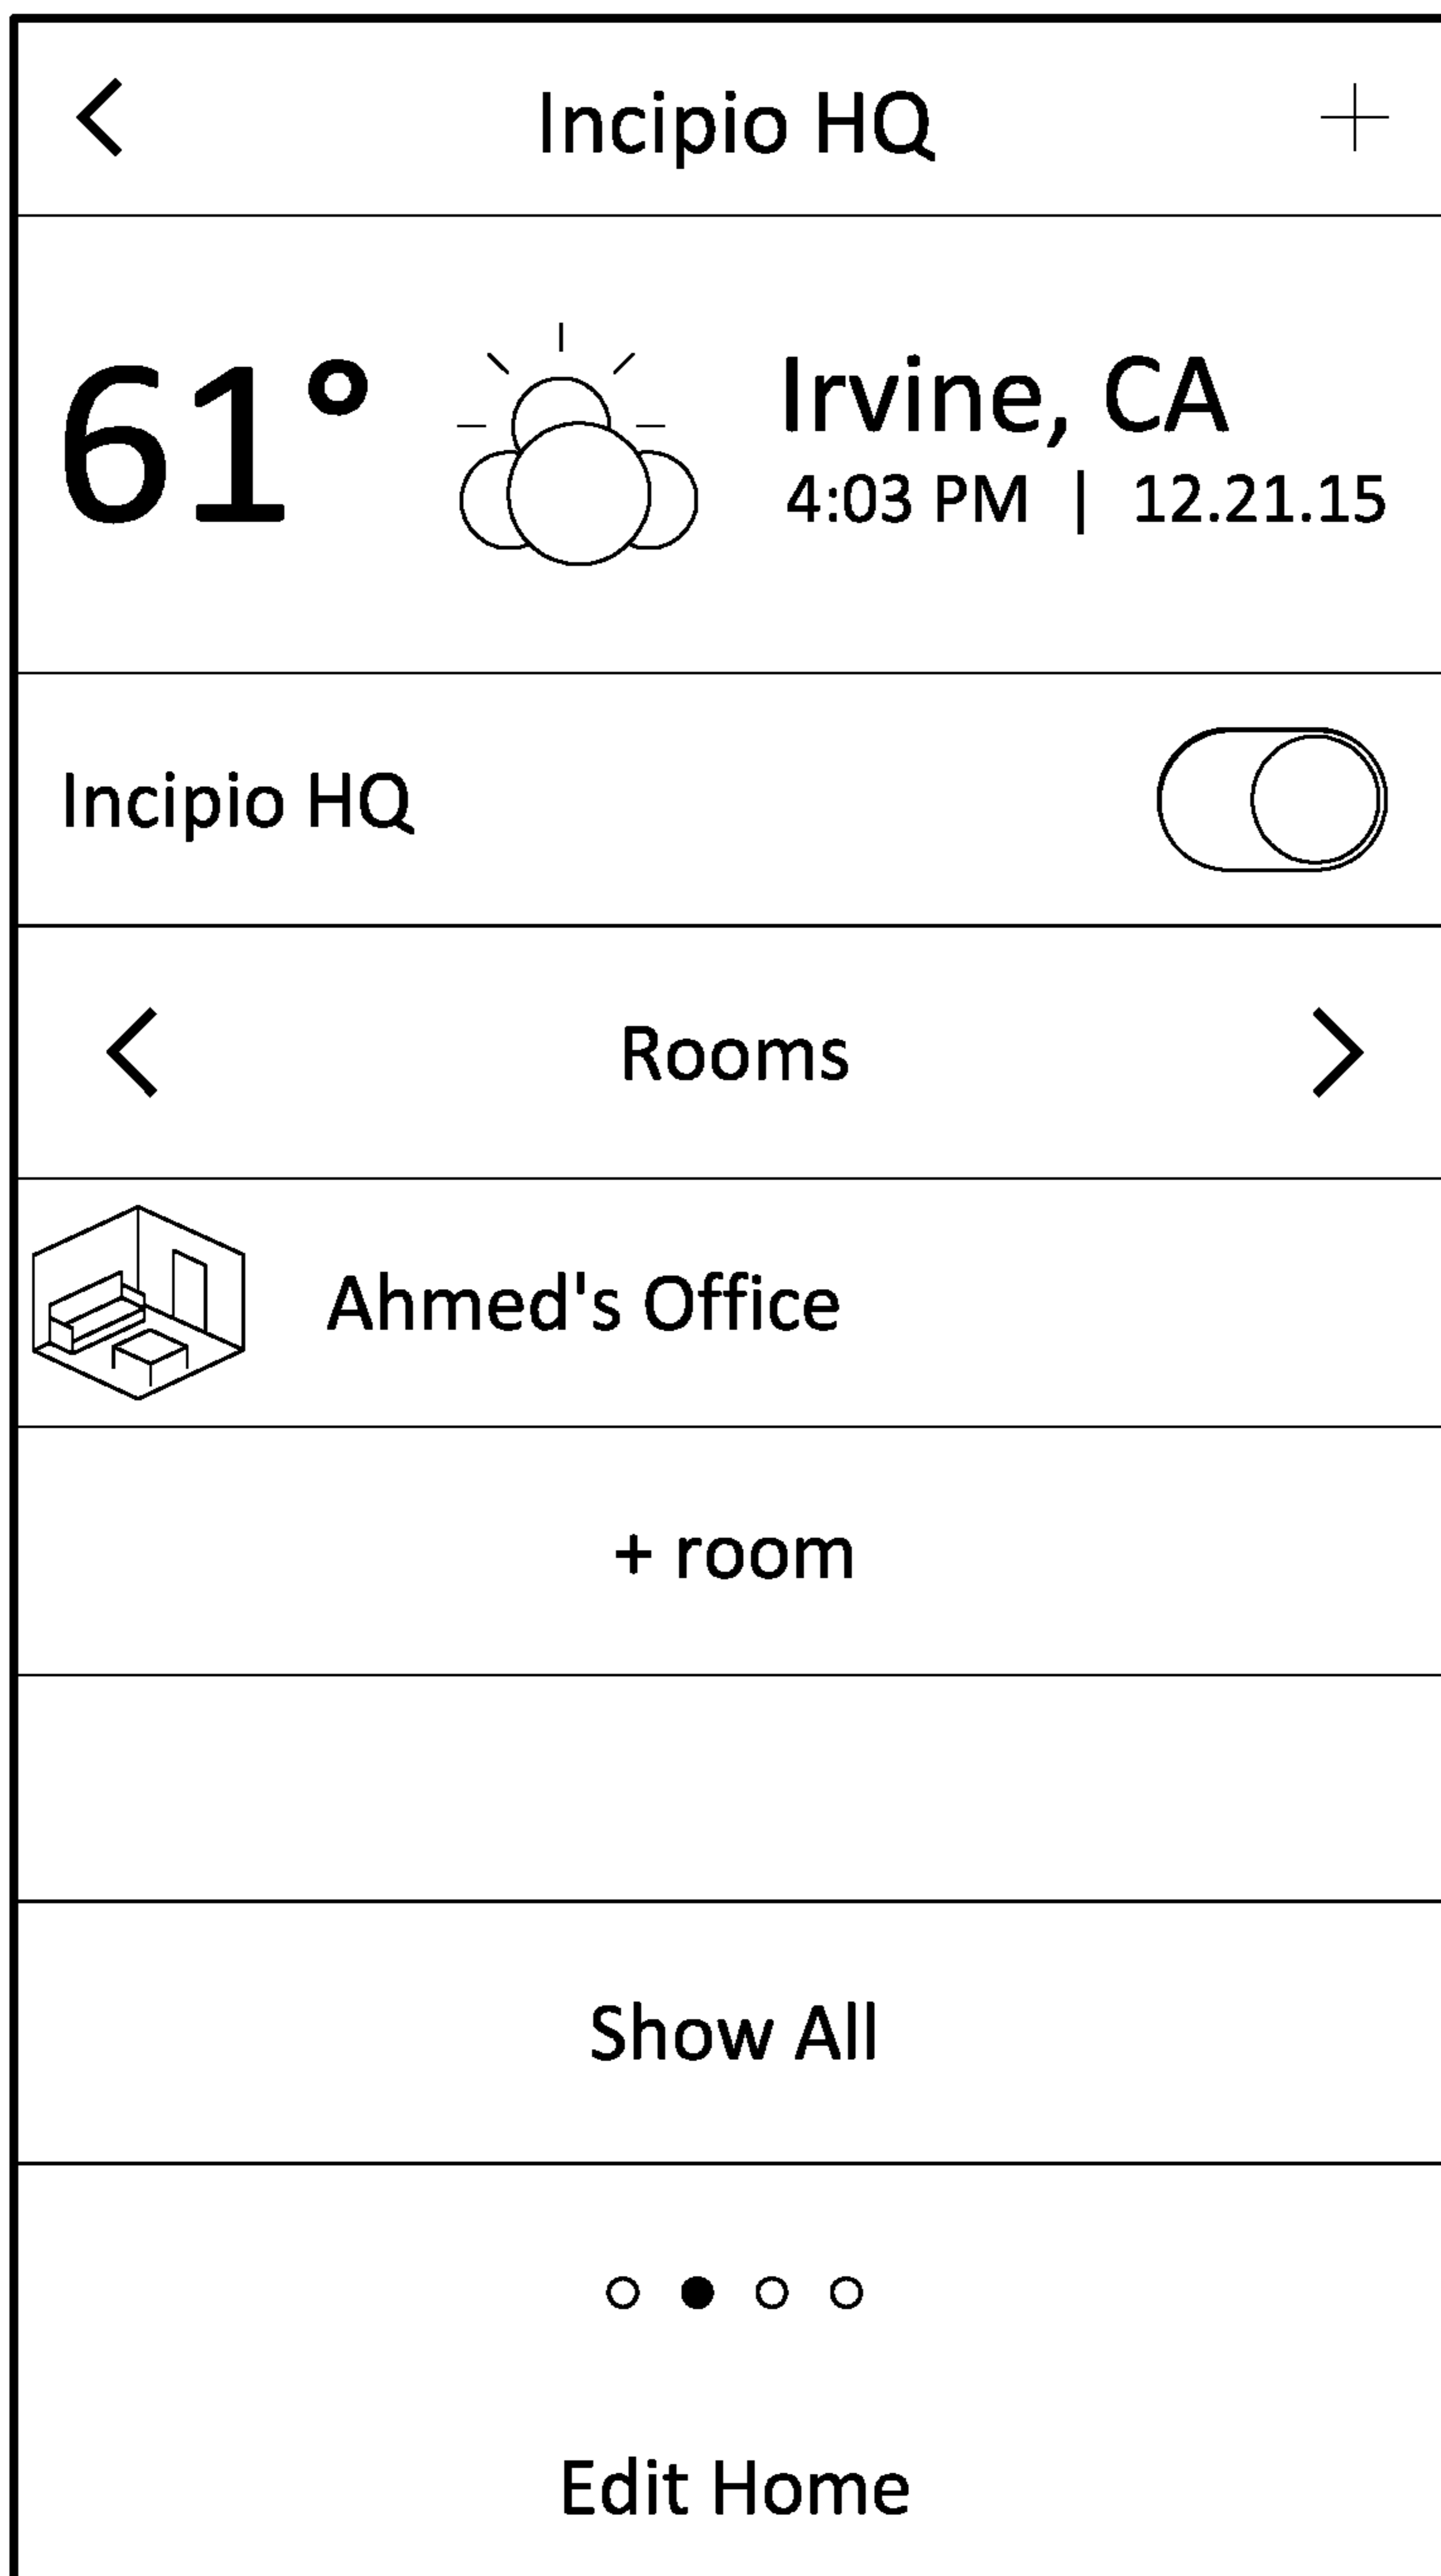 Incipio HQ
61°
Irvine, CA
4:03 PM | 12.21.15
Incipio HQ
Rooms
Ahmed's Office
+ room
Show All
Edit Home